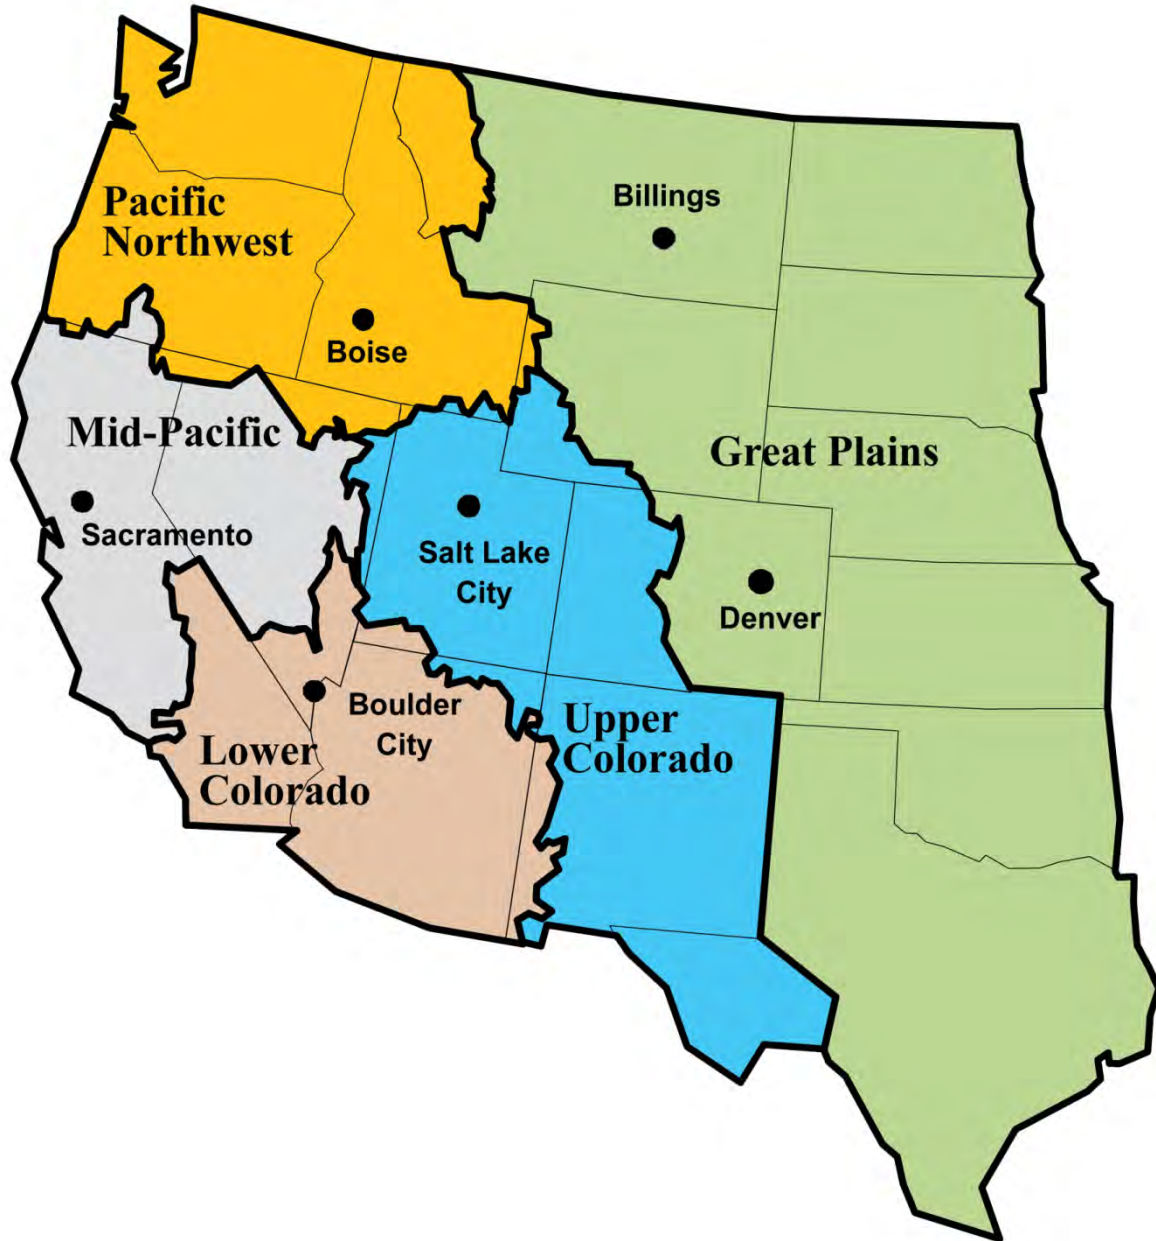 Billings
Pacific
Northwest
Boise
Mid-Pacific
Great Plains
Sacramento
Salt Lake
City
Denver
Boulder
City
Upper
Colorado
Lower
Colorado